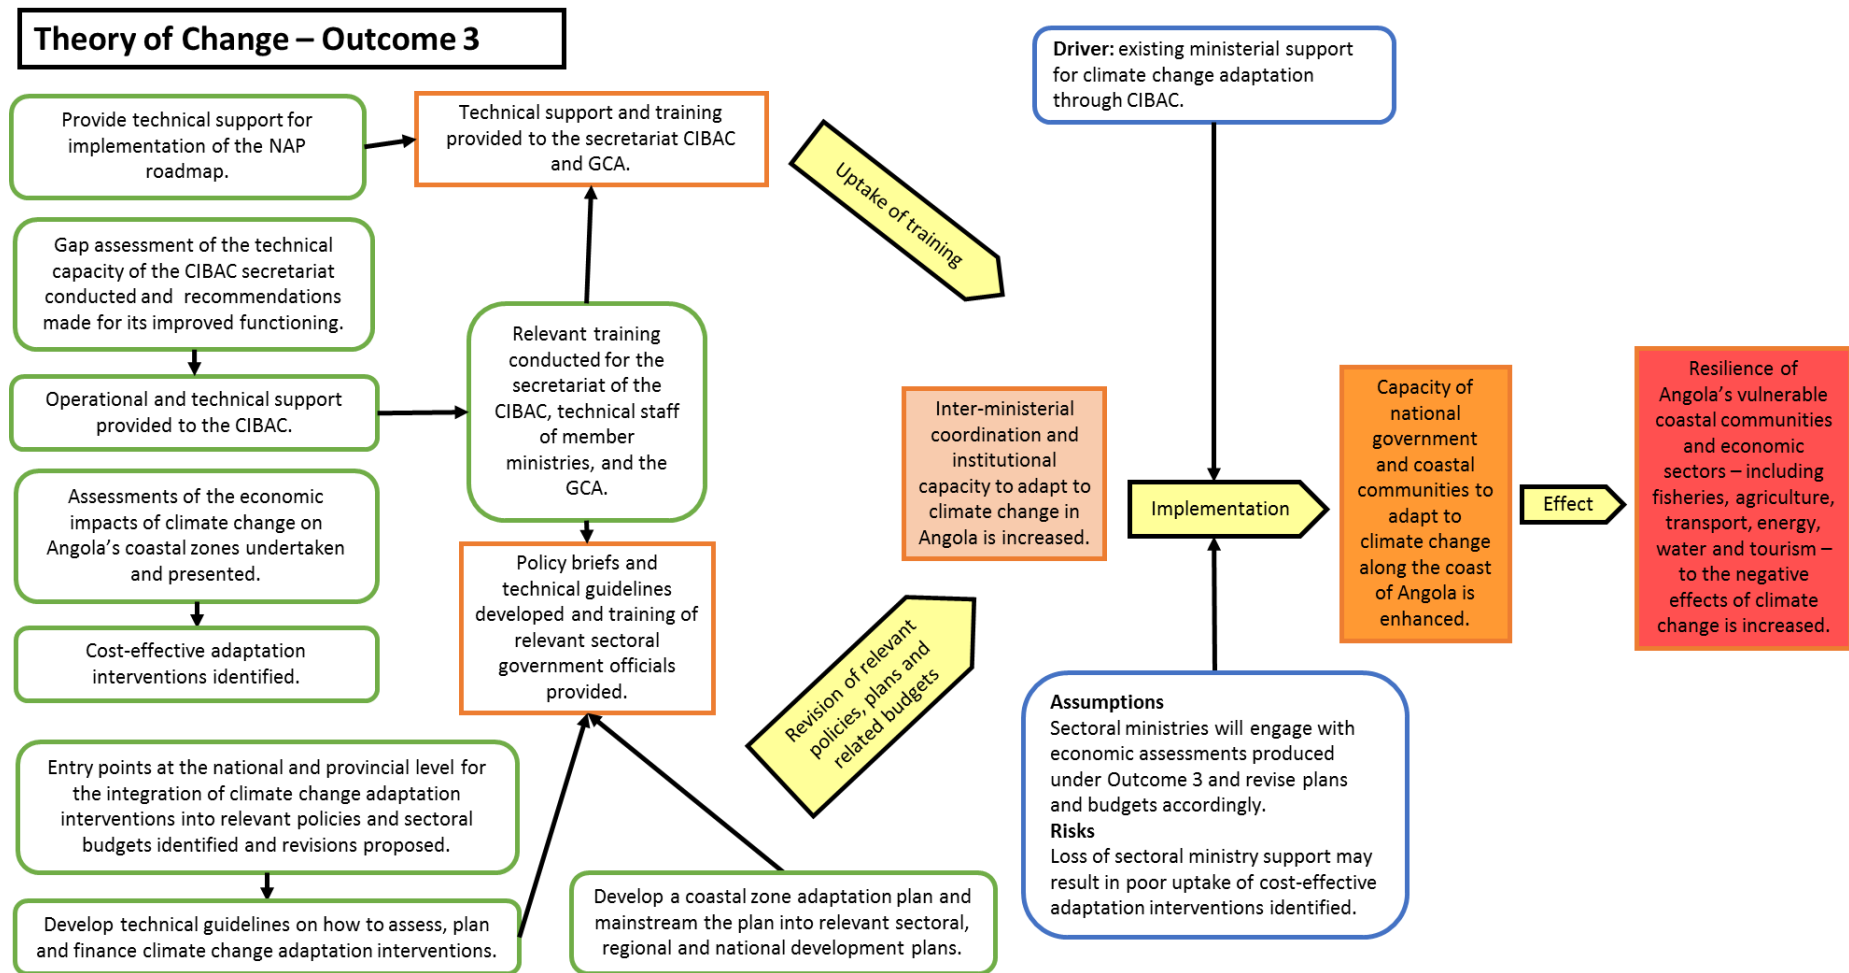 Theory of Change – Outcome 3
Provide technical support for
implementation of the NAP
roadmap.
Technical support and training
provided to the secretariat CIBAC
and GCA.
Driver: existing ministerial support
for climate change adaptation
through CIBAC.
Gap assessment of the technical
capacity of the CIBAC secretariat
conducted and recommendations
made for its improved functioning.
Operational and technical support
provided to the CIBAC.
Relevant training
conducted for the
secretariat of the
CIBAC, technical staff
of member
ministries, and the
GCA.
Assessments of the economic
impacts of climate change on
Angola's coastal zones undertaken
and presented.
Cost-effective adaptation
interventions identified.
Policy briefs and
technical guidelines
developed and training of
relevant sectoral
government officials
provided.
Entry points at the national and provincial level for
the integration of climate change adaptation
interventions into relevant policies and sectoral
budgets identified and revisions proposed.
Develop technical guidelines on how to assess, plan
and finance climate change adaptation interventions.
Develop a coastal zone adaptation plan and
mainstream the plan into relevant sectoral,
regional and national development plans.
Uptake of training
Revision of relevant
policies, plans and
related budgets
Inter-ministerial
coordination and
institutional
capacity to adapt to
climate change in
Angola is increased.
Implementation
Assumptions
Sectoral ministries will engage with
economic assessments produced
under Outcome 3 and revise plans
and budgets accordingly.
Risks
Loss of sectoral ministry support may
result in poor uptake of cost-effective
adaptation interventions identified.
Capacity of
national
government
and coastal
communities to
adapt to
climate change
along the coast
of Angola is
enhanced.
Effect
Resilience of
Angola's vulnerable
coastal communities
and economic
sectors – including
fisheries, agriculture,
transport, energy,
water and tourism –
to the negative
effects of climate
change is increased.